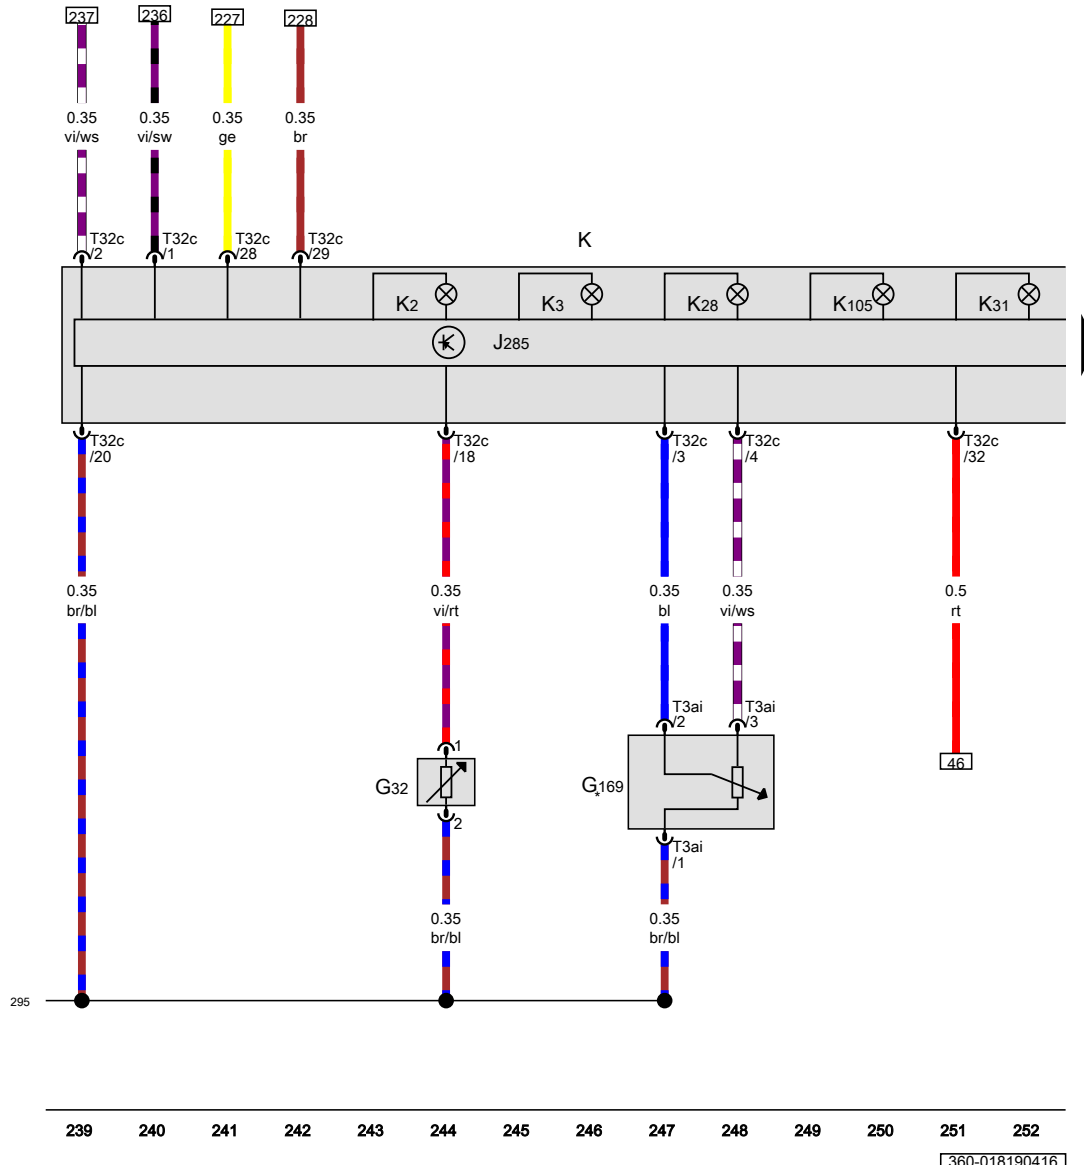 237 236 227 228
0.35 0.35 0.35 0.35
vi/ws vi/sw ge br
T32c T32c T32c T32c
/2 /1 /28 /29
K
K2 K3 K28 K105 K31
J285
T32c T32c T32c T32c T32c
/20 /18 /3 /4 /32
0.35 0.35 0.35 0.35 0.5
br/bl vi/rt bl vi/ws rt
T3ai T3ai
/2 /3
1
46
G32 G169
*
2
T3ai
/1
0.35 0.35
br/bl br/bl
295
239 240 241 242 243 244 245 246 247 248 249 250 251 252
360-018190416